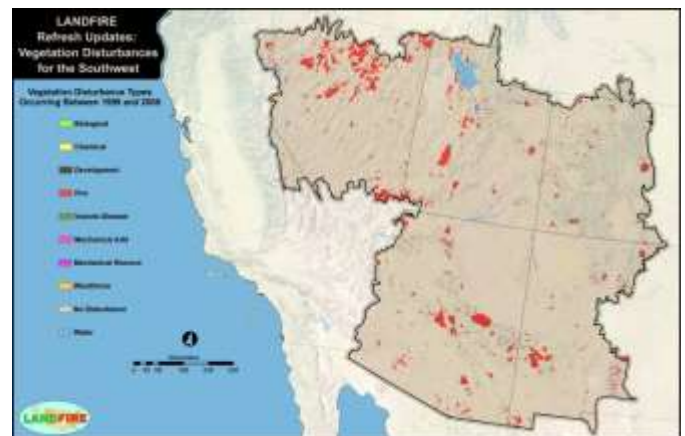 LANDFIRE
Refresh Updates:
Vegetation Disturbances
for the Southwest
Vegetation Disturbance Types
Occurring Between 1999 and 2008
Biological
Chemical
Development
Fire
Insects-Disease
Mechanical Add
Mechanical Remove
Weather
No Disturbance
Water
LANDFIRE